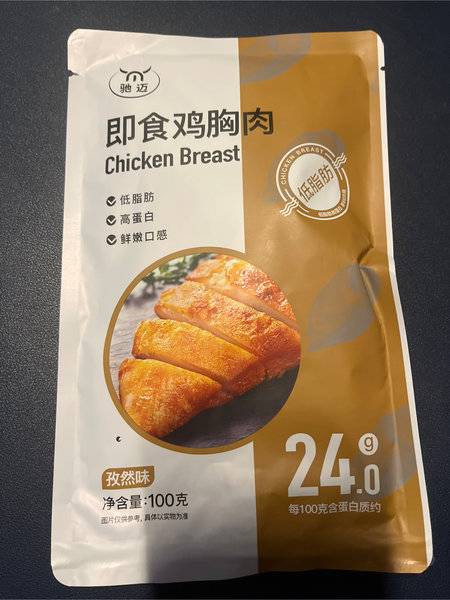 驰迈
即食鸡胸肉
Chicken Breast
低脂肪
高蛋白
鲜嫩口感
CHICKEN BREAST
低脂肪
孜然味
净含量:100克
图片仅供参考，具体以实物为准
24.0g
每100克含蛋白质约